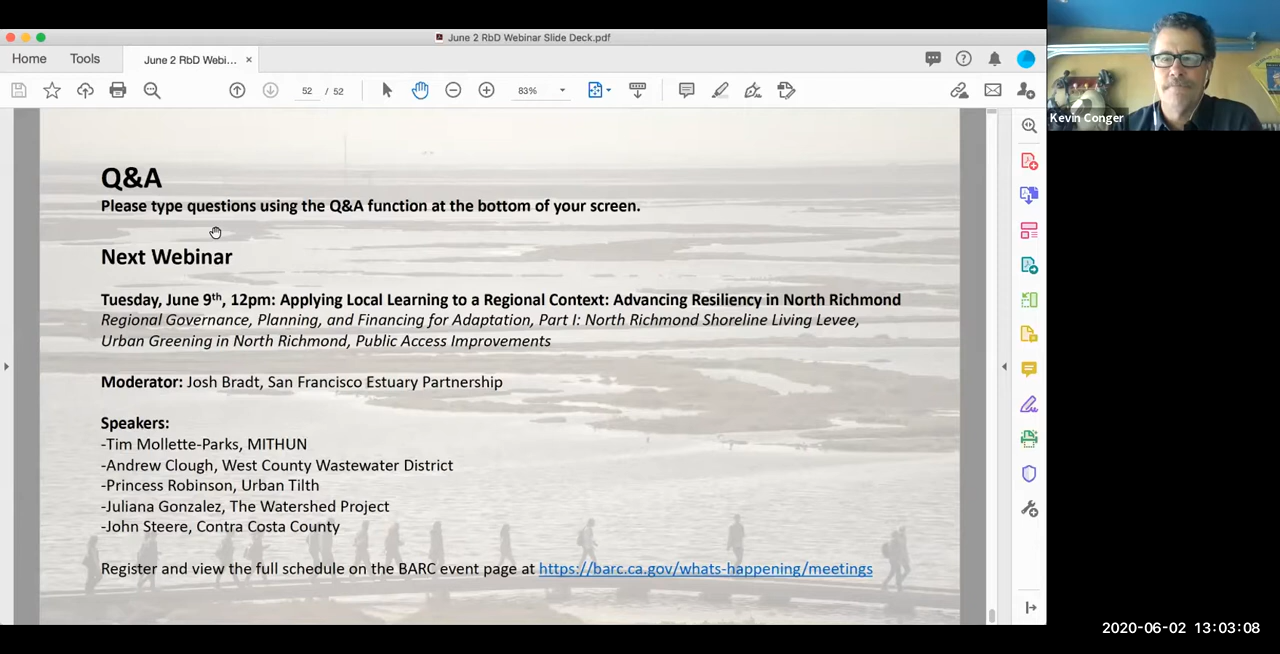 June 2 RbD Webinar Slide Deck.pdf
Home
Tools
June 2 RbD Webi... ×
52 / 52
83%
Kevin Conger
Q&A
Please type questions using the Q&A function at the bottom of your screen.
Next Webinar
Tuesday, June 9th, 12pm: Applying Local Learning to a Regional Context: Advancing Resiliency in North Richmond
Regional Governance, Planning, and Financing for Adaptation, Part I: North Richmond Shoreline Living Levee,
Urban Greening in North Richmond, Public Access Improvements
Moderator: Josh Bradt, San Francisco Estuary Partnership
Speakers:
-Tim Mollette-Parks, MITHUN
-Andrew Clough, West County Wastewater District
-Princess Robinson, Urban Tilth
-Juliana Gonzalez, The Watershed Project
-John Steere, Contra Costa County
Register and view the full schedule on the BARC event page at https://barc.ca.gov/whats-happening/meetings
2020-06-02 13:03:08